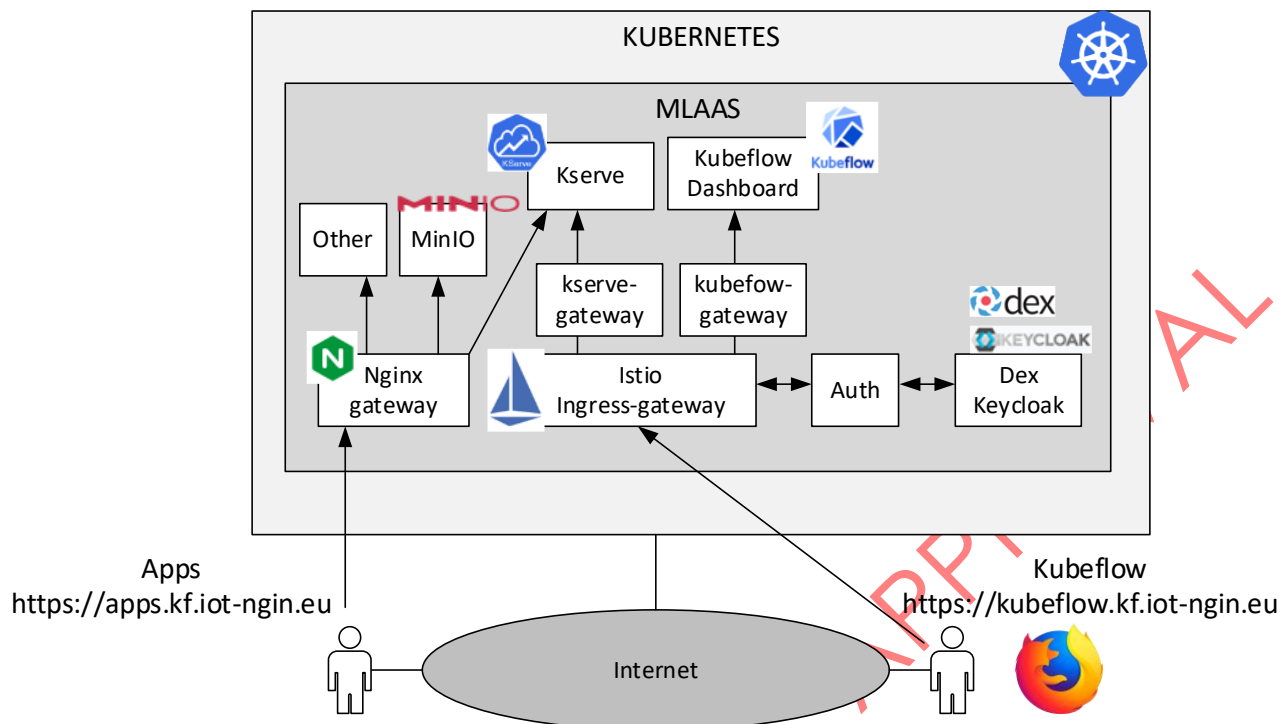 KUBERNETES
MLAAS
KServe
Kserve
Kubeflow
Dashboard
Kubeflow
MINIO
Other
MinIO
kserve-
gateway
kubefow-
gateway
dex
KEYCLOAK
N
Nginx
gateway
Istio
Ingress-gateway
Auth
Dex
Keycloak
Apps
https://apps.kf.iot-ngin.eu
Kubeflow
https://kubeflow.kf.iot-ngin.eu
Internet